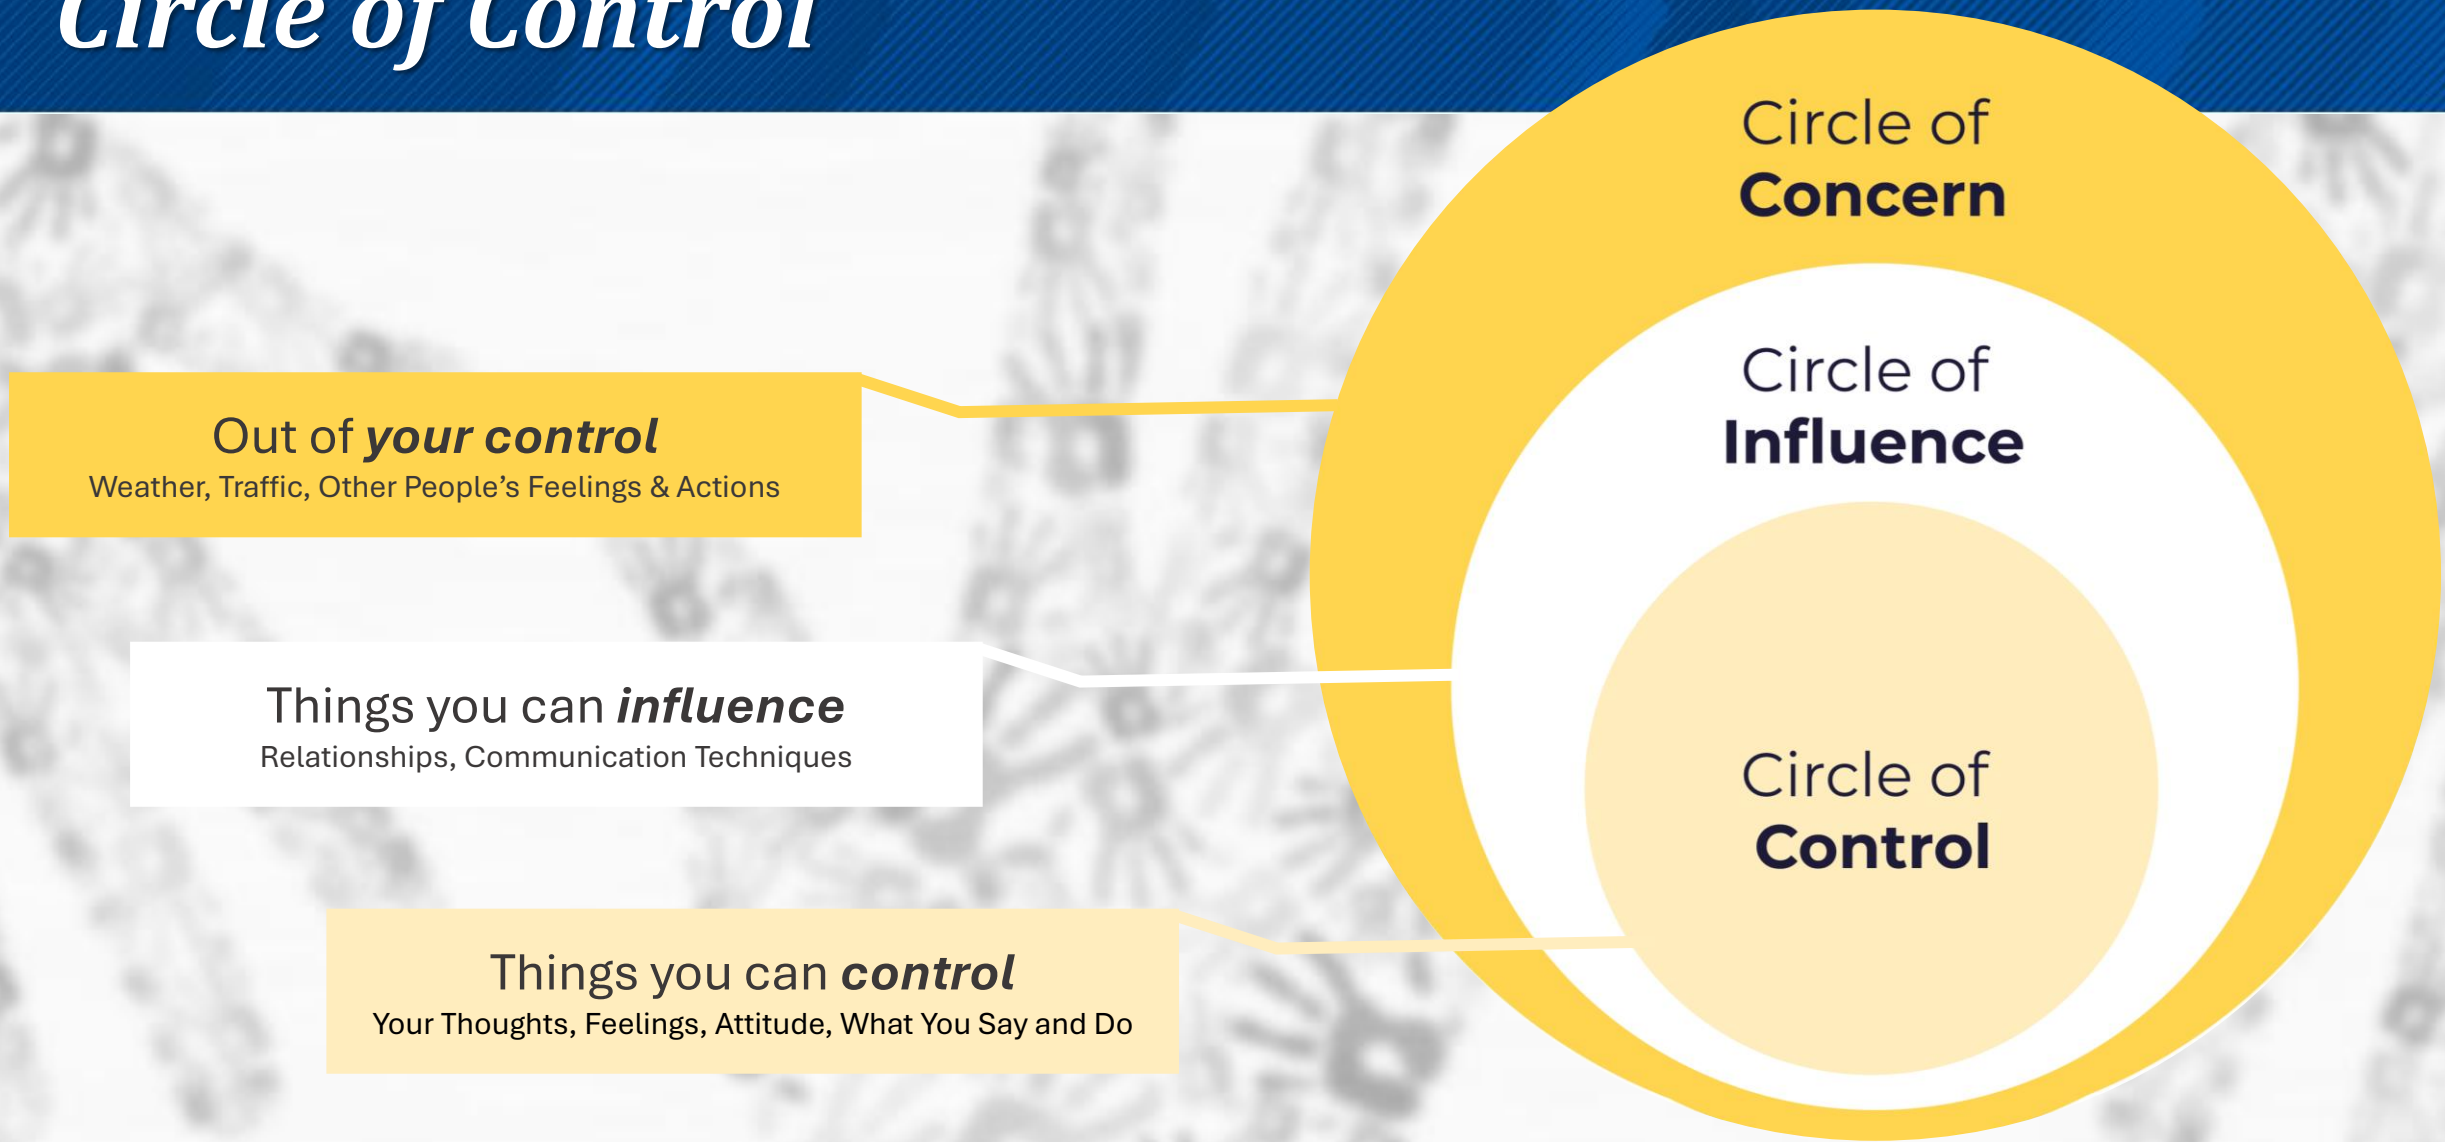 Circle of Control
Circle of
Concern
Circle of
Influence
Circle of
Control
Out of your control
Weather, Traffic, Other People’s Feelings & Actions
Things you can influence
Relationships, Communication Techniques
Things you can control
Your Thoughts, Feelings, Attitude, What You Say and Do